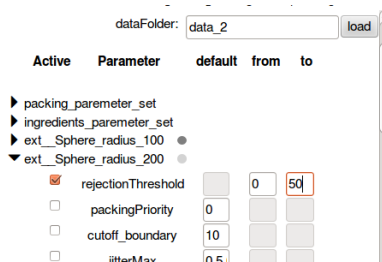 dataFolder: data_2 load
Active Parameter default from to
packing_paremeter_set
ingredients_paremeter_set
ext__Sphere_radius_100
ext__Sphere_radius_200
rejectionThreshold 0 50
packingPriority 0
cutoff_boundary 10
jitterMax 0.5